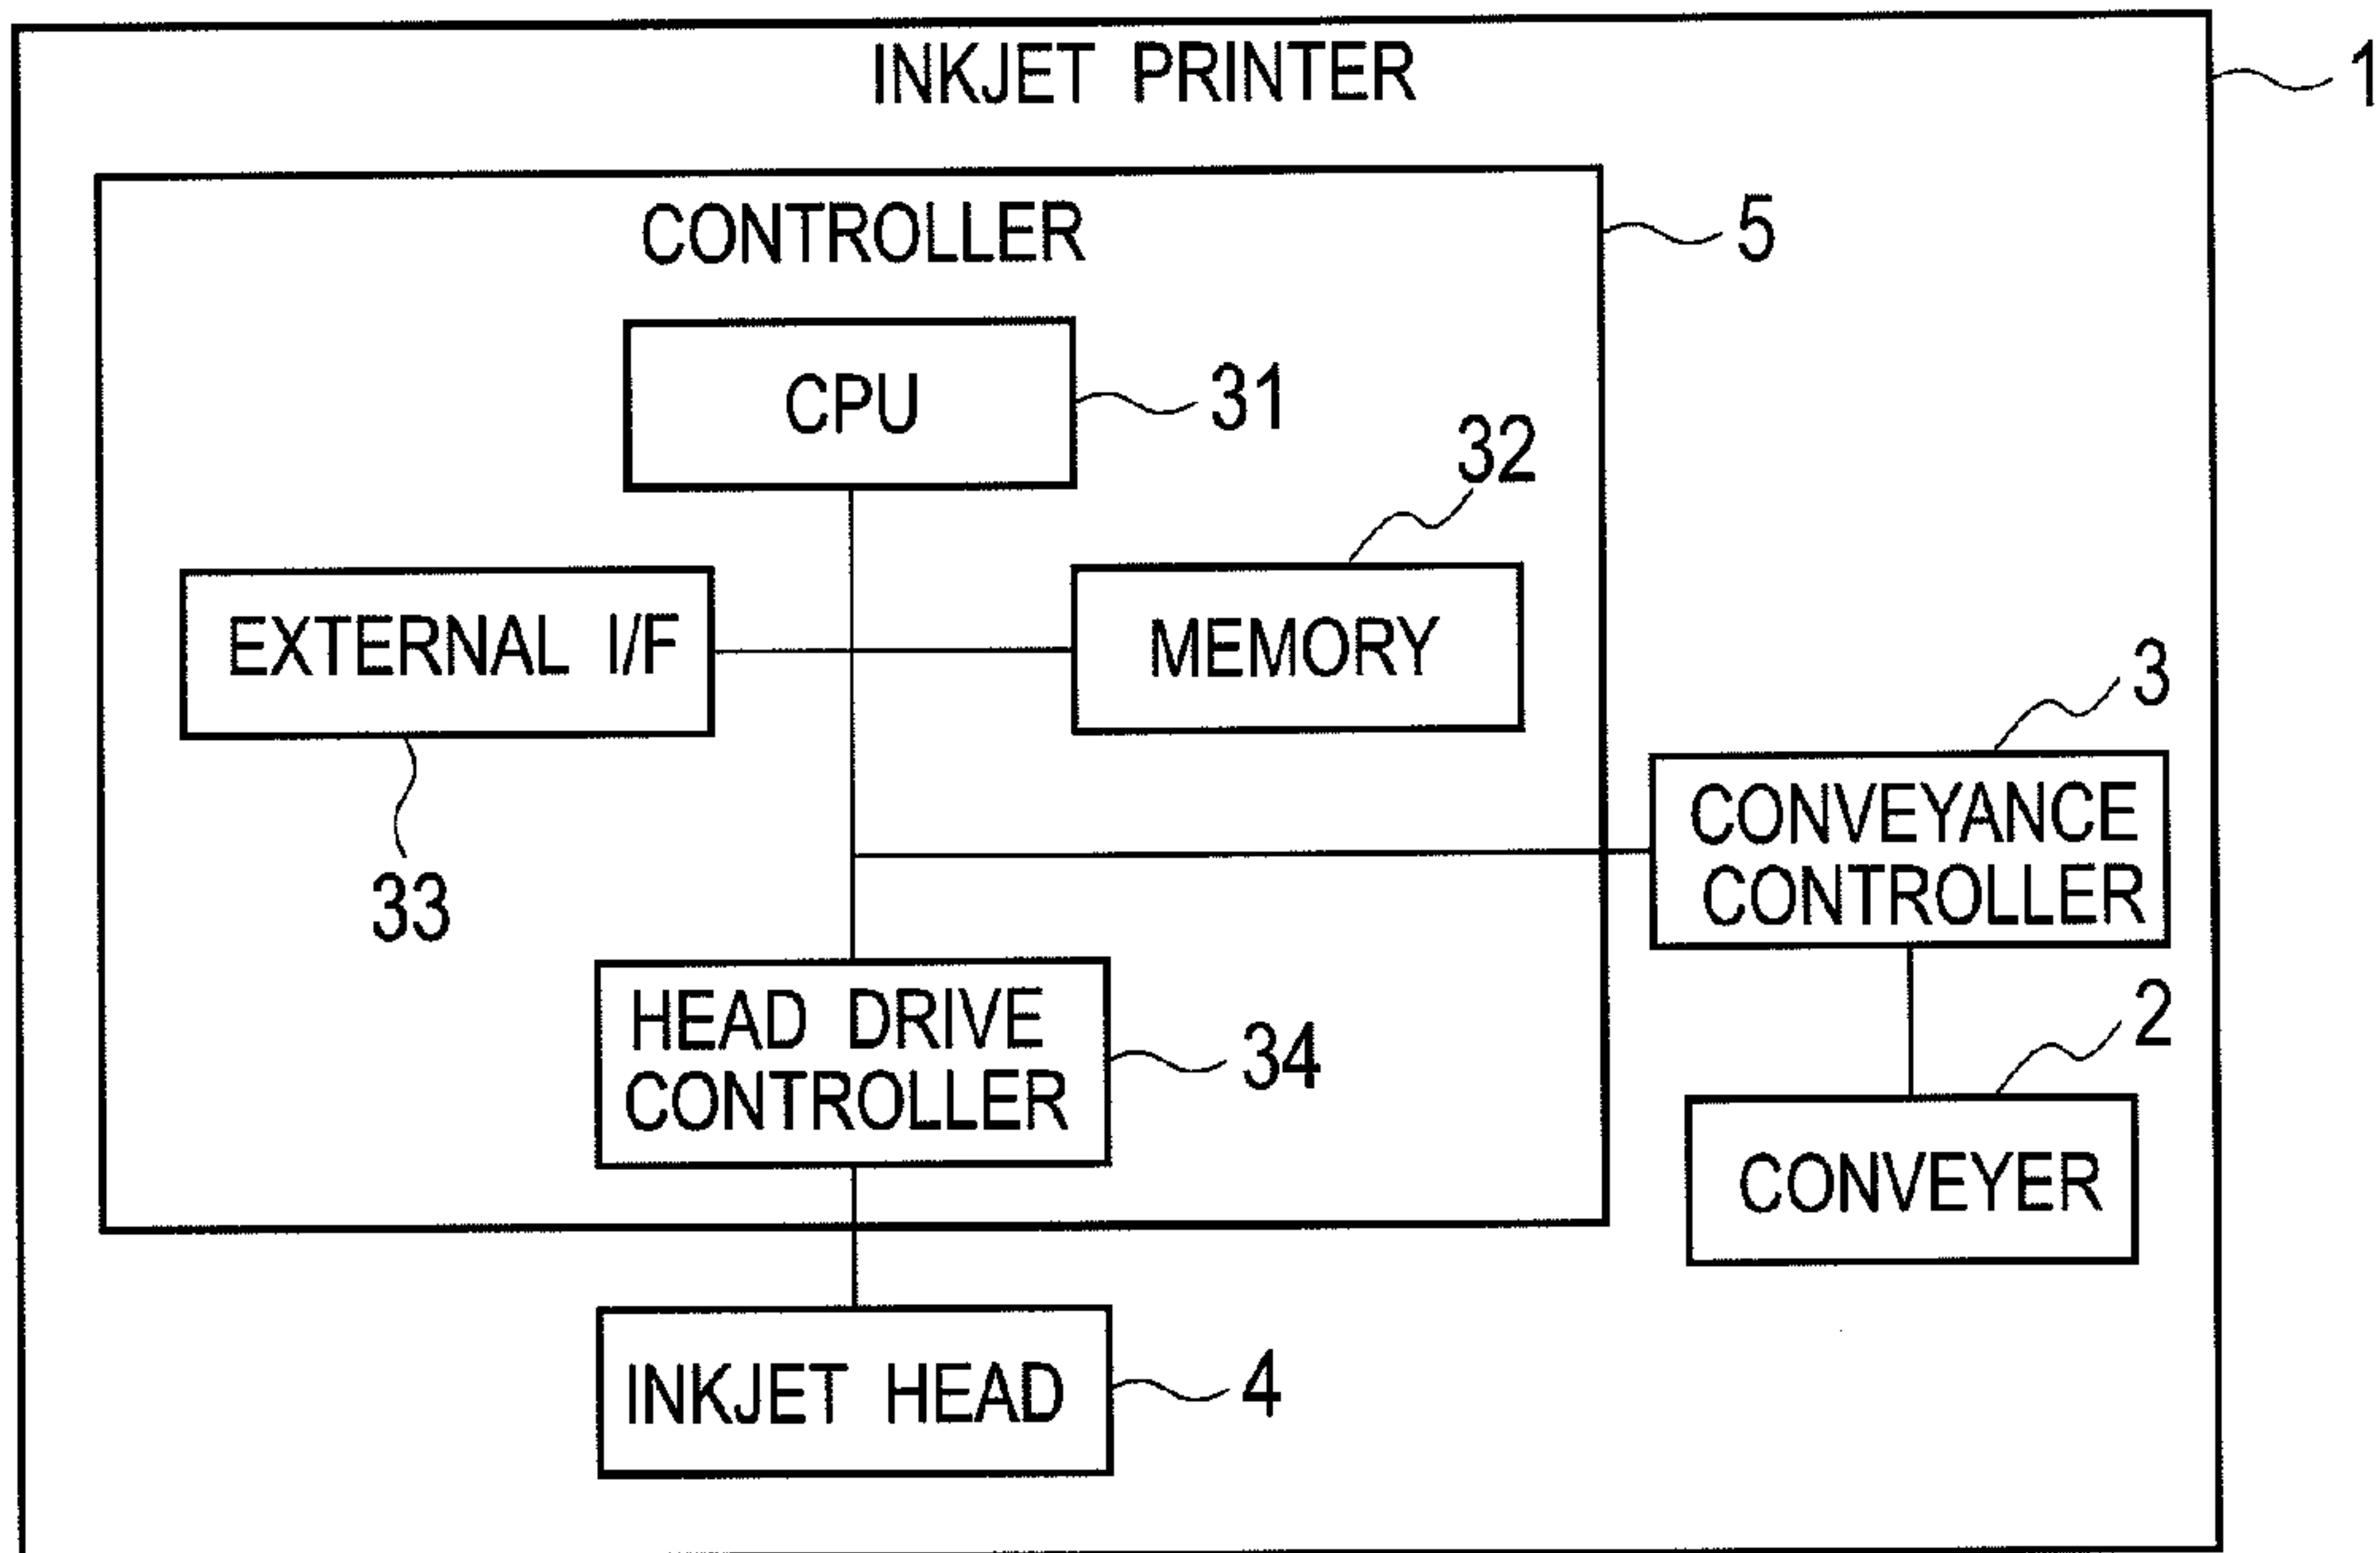 INKJET PRINTER
1
CONTROLLER
5
CPU
31
32
EXTERNAL I/F
MEMORY
3
33
CONVEYANCE
CONTROLLER
HEAD DRIVE
CONTROLLER
34
2
CONVEYER
INKJET HEAD
4